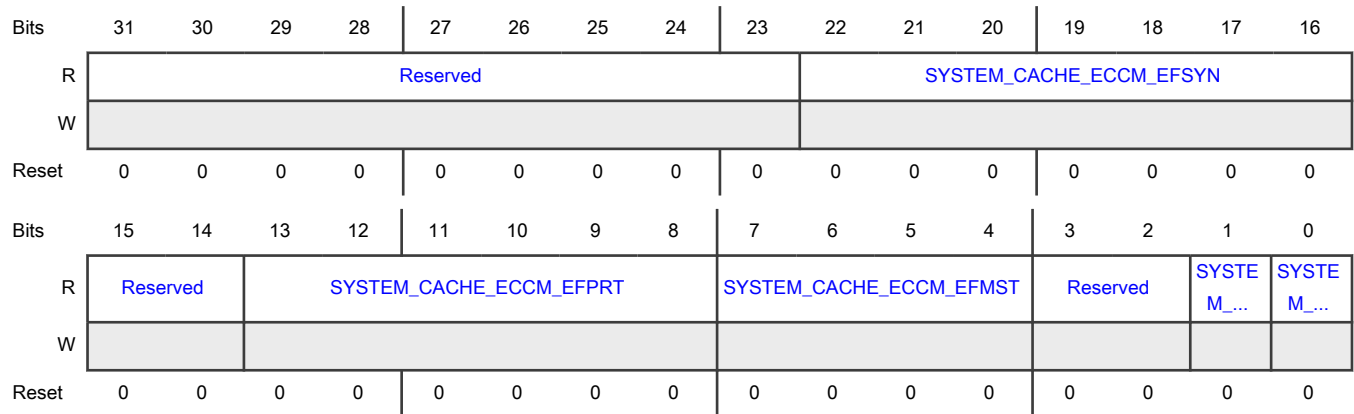 Bits 31 30 29 28 27 26 25 24 23 22 21 20 19 18 17 16
R Reserved SYSTEM_CACHE_ECCM_EFSYN
W
Reset 0 0 0 0 0 0 0 0 0 0 0 0 0 0 0 0
Bits 15 14 13 12 11 10 9 8 7 6 5 4 3 2 1 0
R Reserved SYSTEM_CACHE_ECCM_EFPRT SYSTEM_CACHE_ECCM_EFMST Reserved SYSTE SYSTE
M_... M_...
W
Reset 0 0 0 0 0 0 0 0 0 0 0 0 0 0 0 0